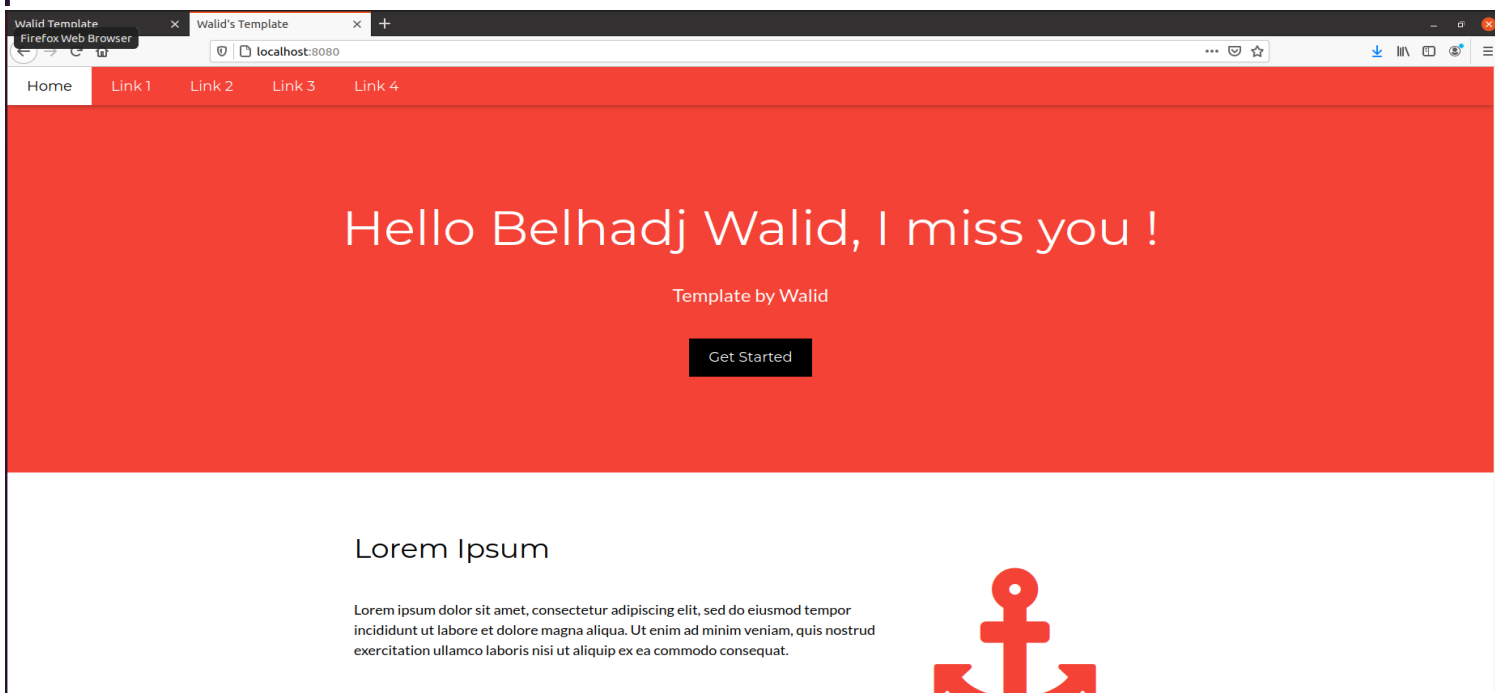 Walid Template
Walid's Template
Firefox Web Browser
localhost:8080
Home Link 1 Link 2 Link 3 Link 4
Hello Belhadj Walid, I miss you !
Template by Walid
Get Started
Lorem Ipsum
Lorem ipsum dolor sit amet, consectetur adipiscing elit, sed do eiusmod tempor
incididunt ut labore et dolore magna aliqua. Ut enim ad minim veniam, quis nostrud
exercitation ullamco laboris nisi ut aliquip ex ea commodo consequat.